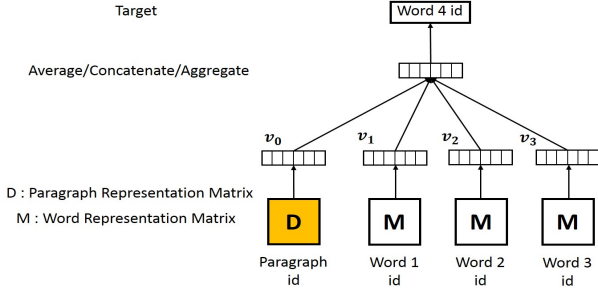 Target
Word 4 id
Average/Concatenate/Aggregate
v₀
v₁
v₂
v₃
D : Paragraph Representation Matrix
M : Word Representation Matrix
D
M
M
M
Paragraph
id
Word 1
id
Word 2
id
Word 3
id